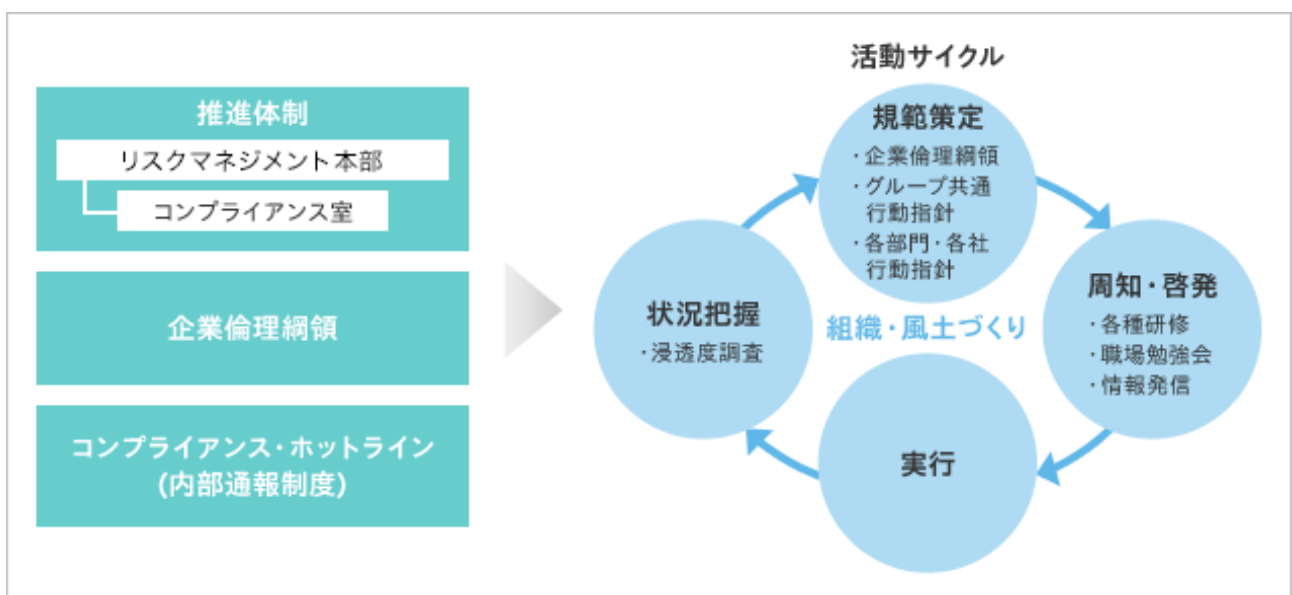 推進体制
リスクマネジメント本部
コンプライアンス室
企業倫理綱領
コンプライアンス・ホットライン
(内部通報制度)
活動サイクル
規範策定
・企業倫理綱領
・グループ共通
行動指針
・各部門・各社
行動指針
周知・啓発
・各種研修
・職場勉強会
・情報発信
実行
状況把握
・浸透度調査
組織・風土づくり